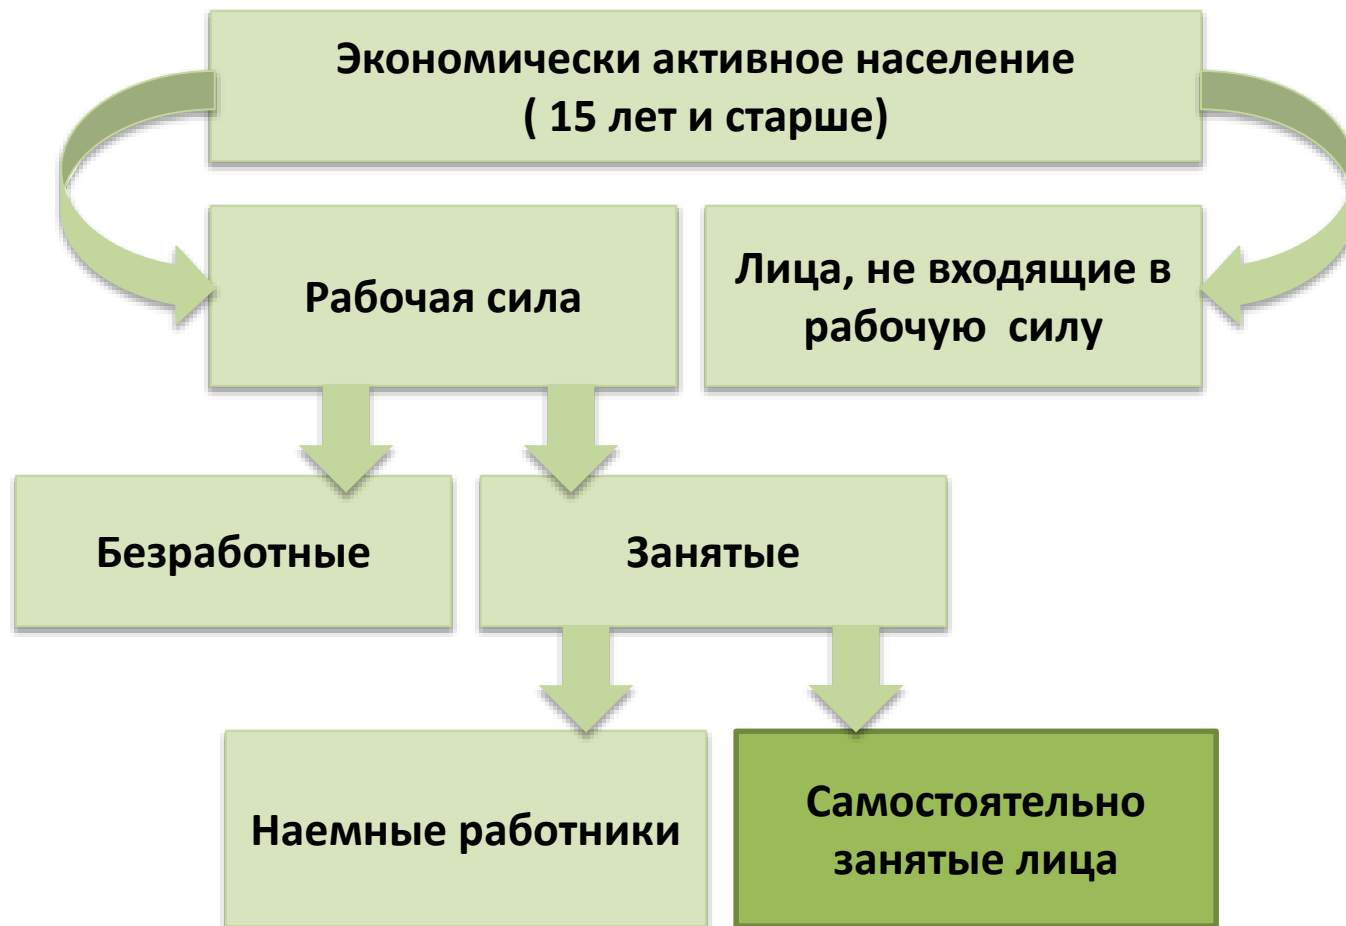 Экономически активное население
( 15 лет и старше)
Рабочая сила
Лица, не входящие в
рабочую силу
Безработные
Занятые
Наемные работники
Самостоятельно
занятые лица